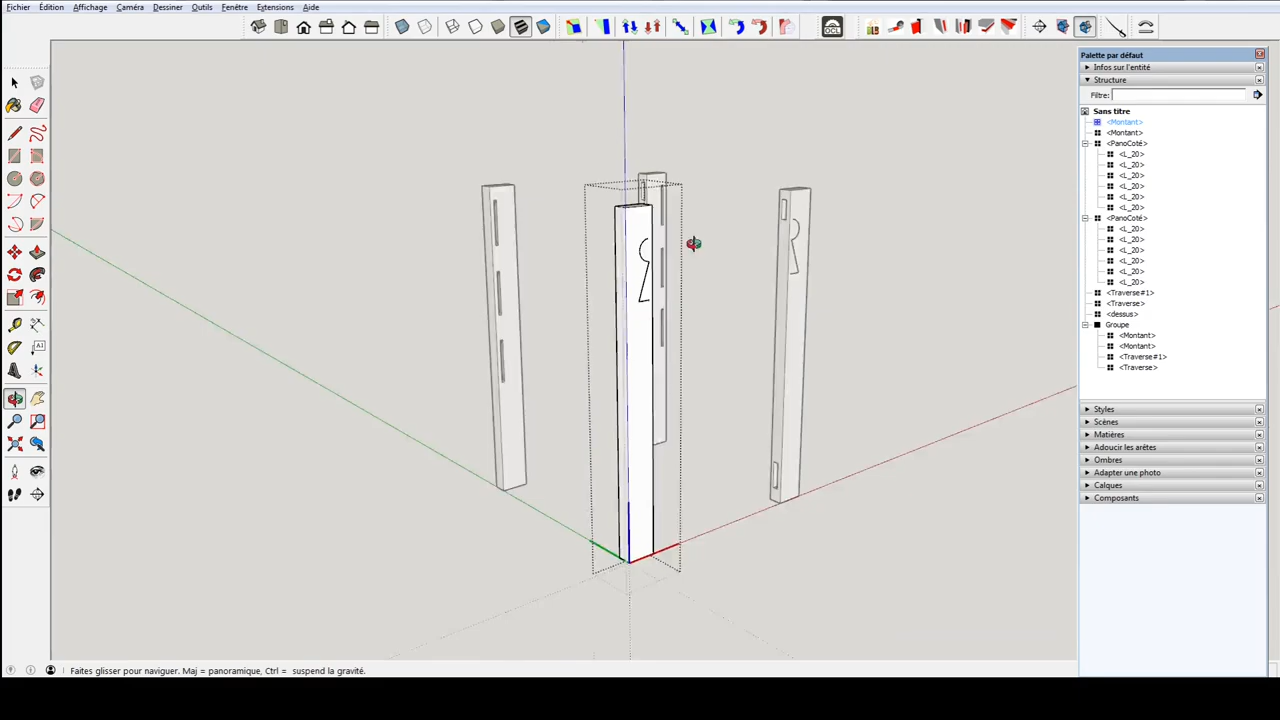 Fichier Édition Affichage Caméra Dessiner Outils Fenêtre Extensions Aide
OCL
Palette par défaut
Infos sur l'entité
Structure
Filtre:
Sans titre
<Montant>
<Montant>
<PanoCoté>
<L_20>
<L_20>
<L_20>
<L_20>
<L_20>
<L_20>
<PanoCoté>
<L_20>
<L_20>
<L_20>
<L_20>
<L_20>
<L_20>
<Traverse#1>
<Traverse>
<dessus>
Groupe
<Montant>
<Montant>
<Traverse#1>
<Traverse>
Styles
Scènes
Matières
Adoucir les arêtes
Ombres
Adapter une photo
Calques
Composants
Faites glisser pour naviguer. Maj = panoramique, Ctrl = suspend la gravité.